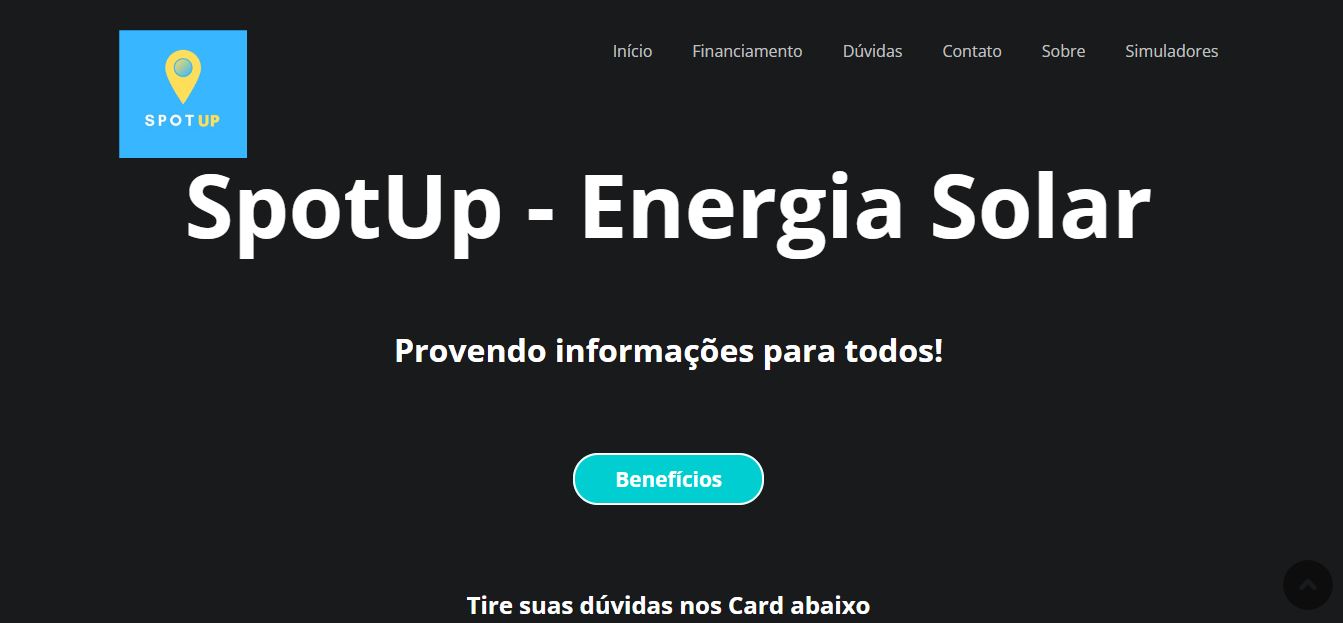 SPOTUP
Início Financiamento Dúvidas Contato Sobre Simuladores
SpotUp - Energia Solar
Provendo informações para todos!
Benefícios
Tire suas dúvidas nos Card abaixo